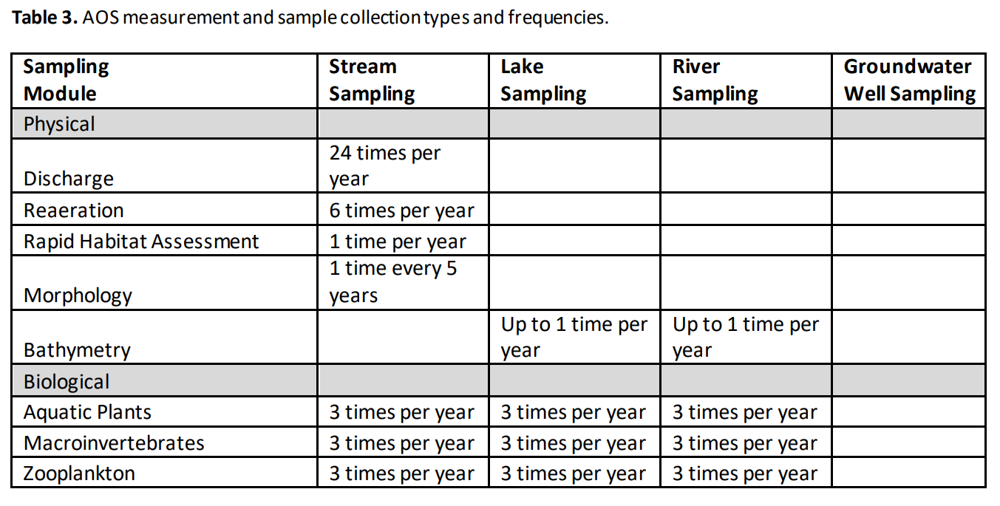 Table 3. AOS measurement and sample collection types and frequencies.
Sampling Module | Stream Sampling | Lake Sampling | River Sampling | Groundwater Well Sampling
Physical
Discharge | 24 times per year
Reaeration | 6 times per year
Rapid Habitat Assessment | 1 time per year
Morphology | 1 time every 5 years
Bathymetry | | Up to 1 time per year | Up to 1 time per year
Biological
Aquatic Plants | 3 times per year | 3 times per year | 3 times per year
Macroinvertebrates | 3 times per year | 3 times per year | 3 times per year
Zooplankton | 3 times per year | 3 times per year | 3 times per year